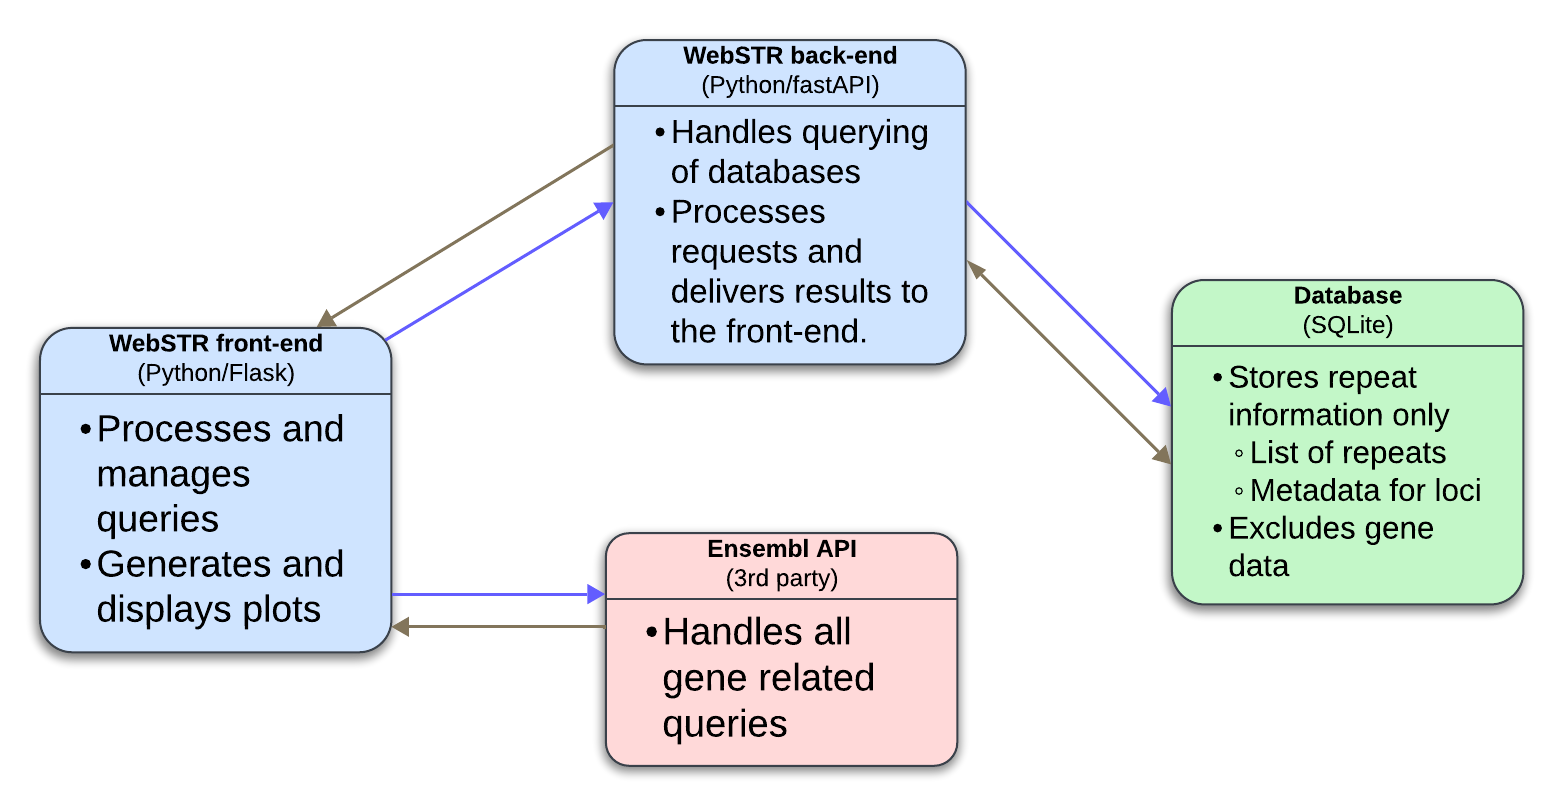 WebSTR back-end
(Python/fastAPI)
•Handles querying
of databases
•Processes
requests and
delivers results to
the front-end.
WebSTR front-end
(Python/Flask)
•Processes and
manages
queries
•Generates and
displays plots
Ensembl API
(3rd party)
•Handles all
gene related
queries
Database
(SQLite)
•Stores repeat
information only
◦List of repeats
◦Metadata for loci
•Excludes gene
data